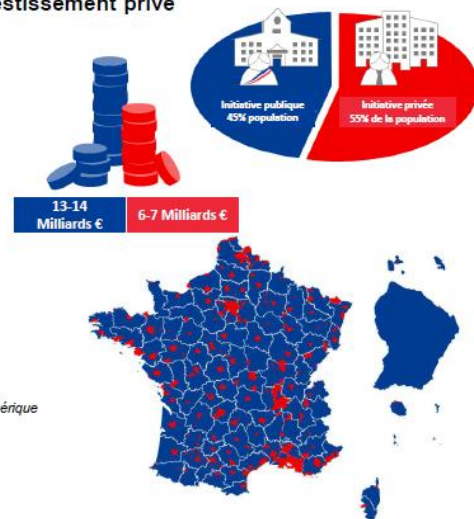 estissement privé
Initiative publique
45% population
Initiative privée
55% de la population
13-14
Milliards €
6-7 Milliards €
érique